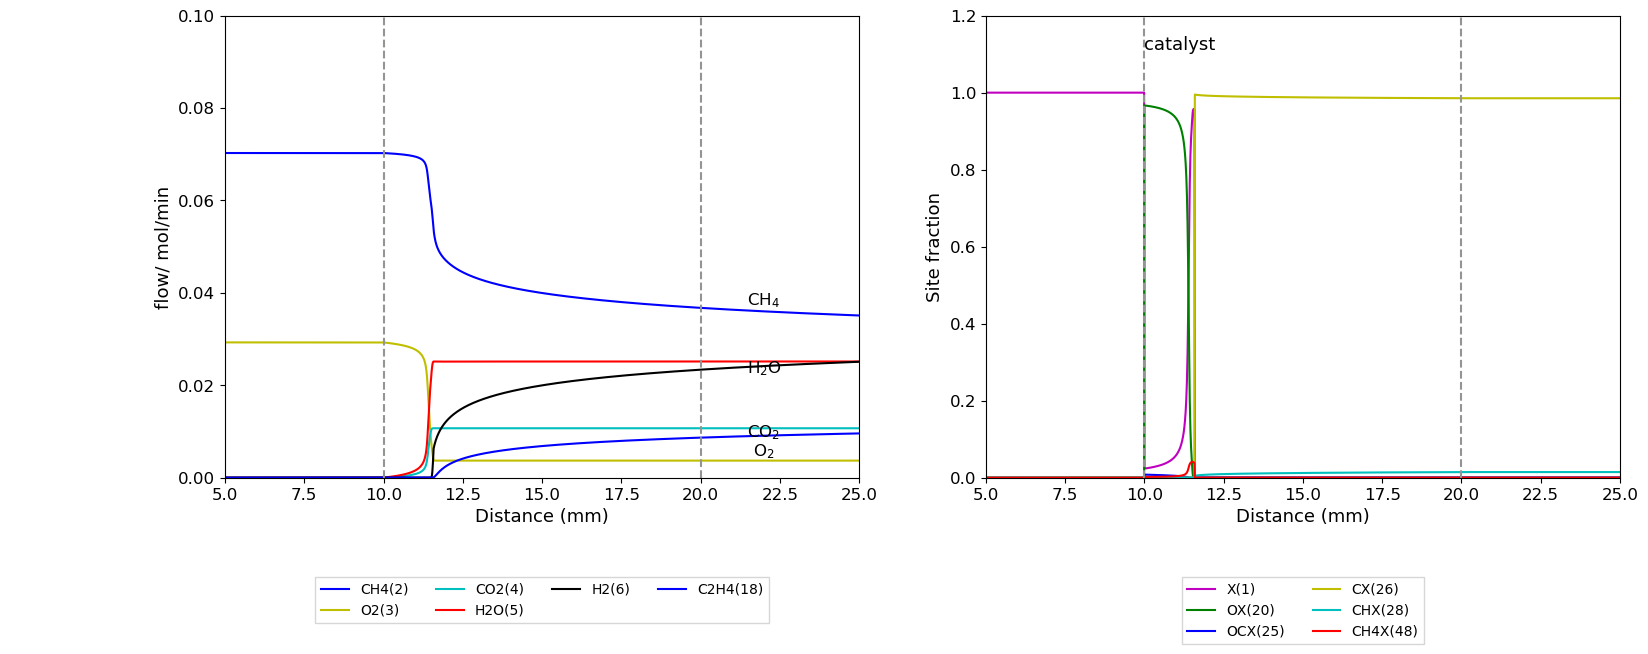 0.10
0.08
0.06
0.04
0.02
0.00
flow/ mol/min
CH₄
H₂O
CO₂
O₂
5.0 7.5 10.0 12.5 15.0 17.5 20.0 22.5 25.0
Distance (mm)
CH4(2) CO2(4) H2(6) C2H4(18)
O2(3) H2O(5)
1.2
1.0
0.8
0.6
0.4
0.2
0.0
Site fraction
catalyst
5.0 7.5 10.0 12.5 15.0 17.5 20.0 22.5 25.0
Distance (mm)
X(1) CX(26)
OX(20) CHX(28)
OCX(25) CH4X(48)